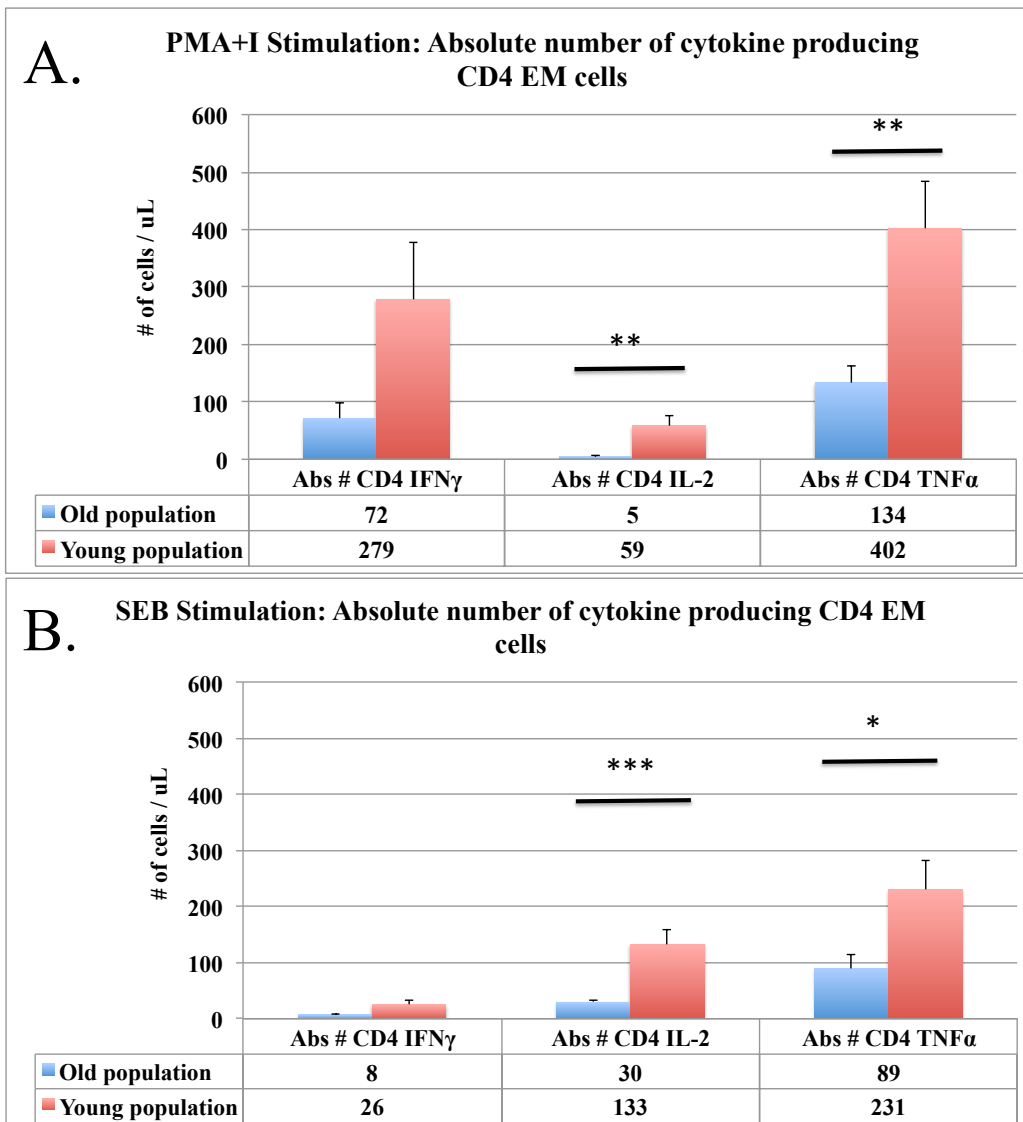 A.
PMA+I Stimulation: Absolute number of cytokine producing
CD4 EM cells
# of cells / uL
600
500
400
300
200
100
0
**
**
Abs # CD4 IFNγ Abs # CD4 IL-2 Abs # CD4 TNFα
Old population 72 5 134
Young population 279 59 402
B.
SEB Stimulation: Absolute number of cytokine producing CD4 EM
cells
# of cells / uL
600
500
400
300
200
100
0
***
*
Abs # CD4 IFNγ Abs # CD4 IL-2 Abs # CD4 TNFα
Old population 8 30 89
Young population 26 133 231